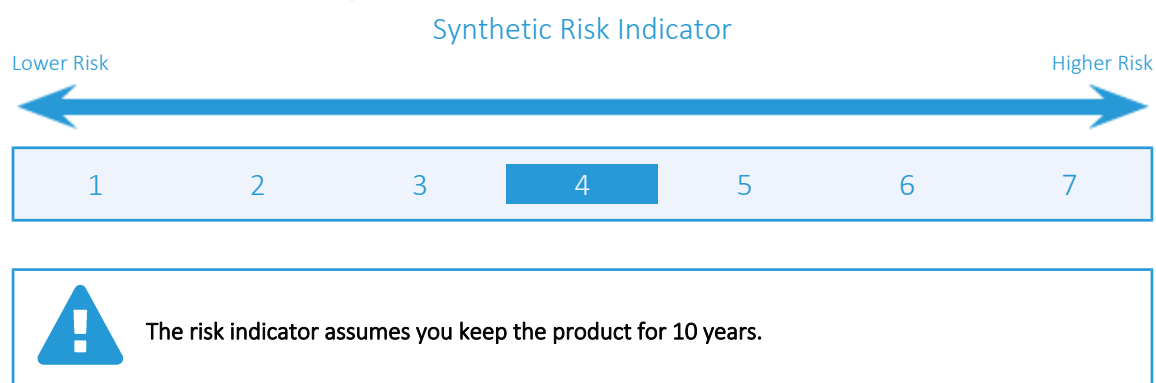 Synthetic Risk Indicator
Lower Risk Higher Risk
1 2 3 4 5 6 7
The risk indicator assumes you keep the product for 10 years.